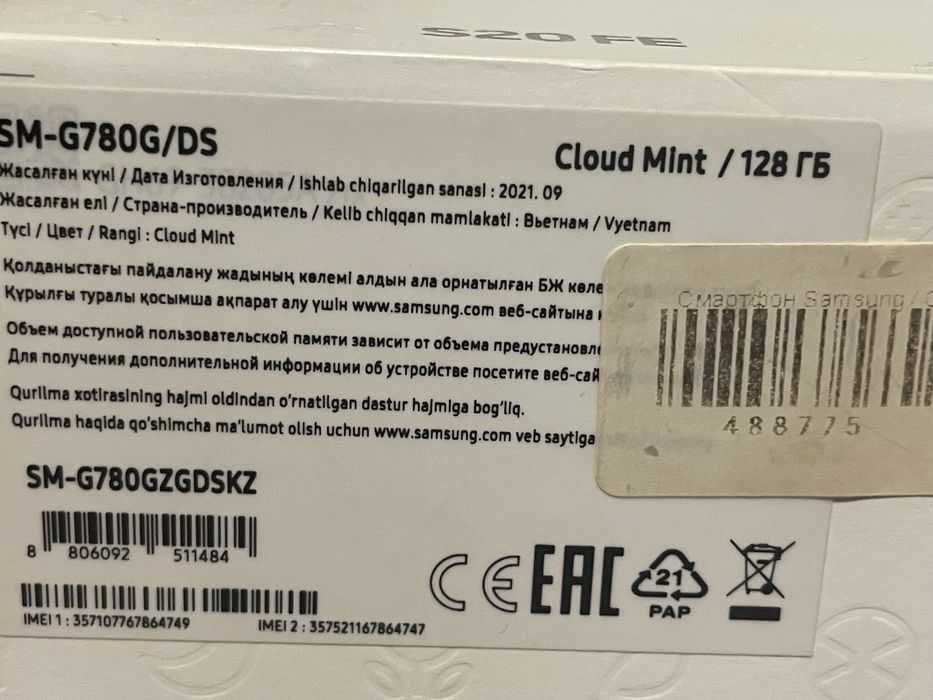 S20 FE
SM-G780G/DS
Cloud Mint / 128 ГБ
Жасалған күні / Дата Изготовления / Ishlab chiqarilgan sanasi : 2021. 09
Жасалған елі / Страна-производитель / Kelib chiqqan mamlakati : Вьетнам / Vyetnam
Түсі / Цвет / Rangi : Cloud Mint
Қолданыстағы пайдалану жадының көлемі алдын ала орнатылған БЖ көле
Құрылғы туралы қосымша ақпарат алу үшін www.samsung.com веб-сайтына
Объем доступной пользовательской памяти зависит от объема предустановл
Для получения дополнительной информации об устройстве посетите веб-сай
Qurilma xotirasining hajmi oldindan o'rnatilgan dastur hajmiga bog'liq.
Qurilma haqida qo'shimcha ma'lumot olish uchun www.samsung.com veb saytiga
Смартфон Samsung /
488775
SM-G780GZGDSKZ
8 806092 511484
IMEI 1 : 357107767864749
IMEI 2 : 357521167864747
CE EAC
21
PAP